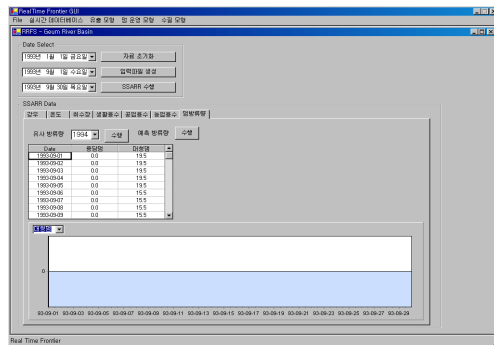 RealTime Frontier GUI
File 실시간 데이터베이스 유출 모형 댐 운영 모형 수질 모형
RRFS - Geum River Basin
Date Select
1993년 1월 1일 금요일
자료 초기화
1993년 9월 1일 수요일
입력파일 생성
1993년 9월 30일 목요일
SSARR 수행
SSARR Data
강우 온도 취수장 생활용수 공업용수 농업용수 댐방류량
유사 방류량 1994 수행 예측 방류량 수행
Date 용담댐 대청댐
1993-09-01 0.0 19.5
1993-09-02 0.0 19.5
1993-09-03 0.0 19.5
1993-09-04 0.0 19.5
1993-09-05 0.0 19.5
1993-09-06 0.0 15.5
1993-09-07 0.0 15.5
1993-09-08 0.0 15.5
1993-09-09 0.0 15.5
0
93-09-01 93-09-03 93-09-05 93-09-07 93-09-09 93-09-11 93-09-13 93-09-15 93-09-17 93-09-19 93-09-21 93-09-23 93-09-25 93-09-27 93-09-29
Real Time Frontier